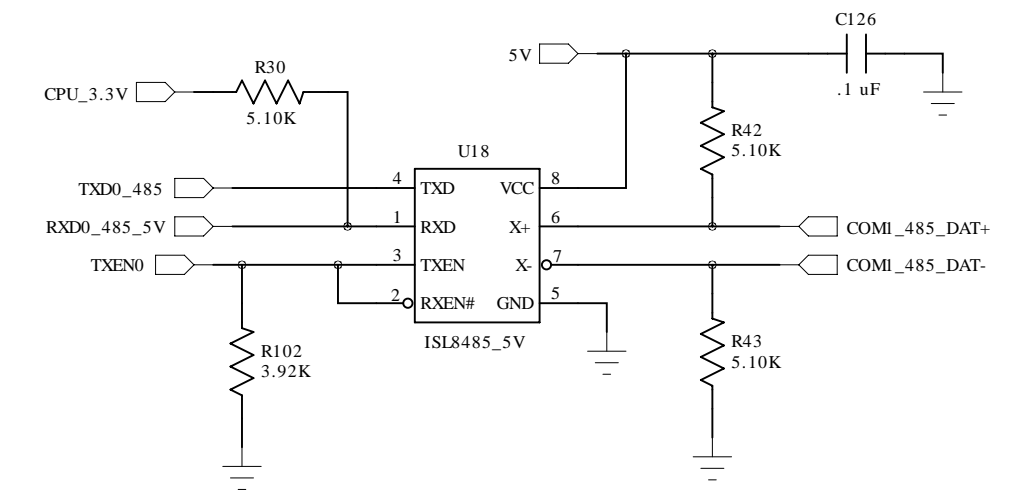 C126
5V
.1 uF
R30
CPU_3.3V
5.10K
R42
5.10K
U18
TXD0_485
4
TXD
VCC
8
RXD0_485_5V
1
RXD
X+
6
COM1_485_DAT+
TXEN0
3
TXEN
X-
7
COM1_485_DAT-
2
RXEN#
GND
5
ISL8485_5V
R102
3.92K
R43
5.10K